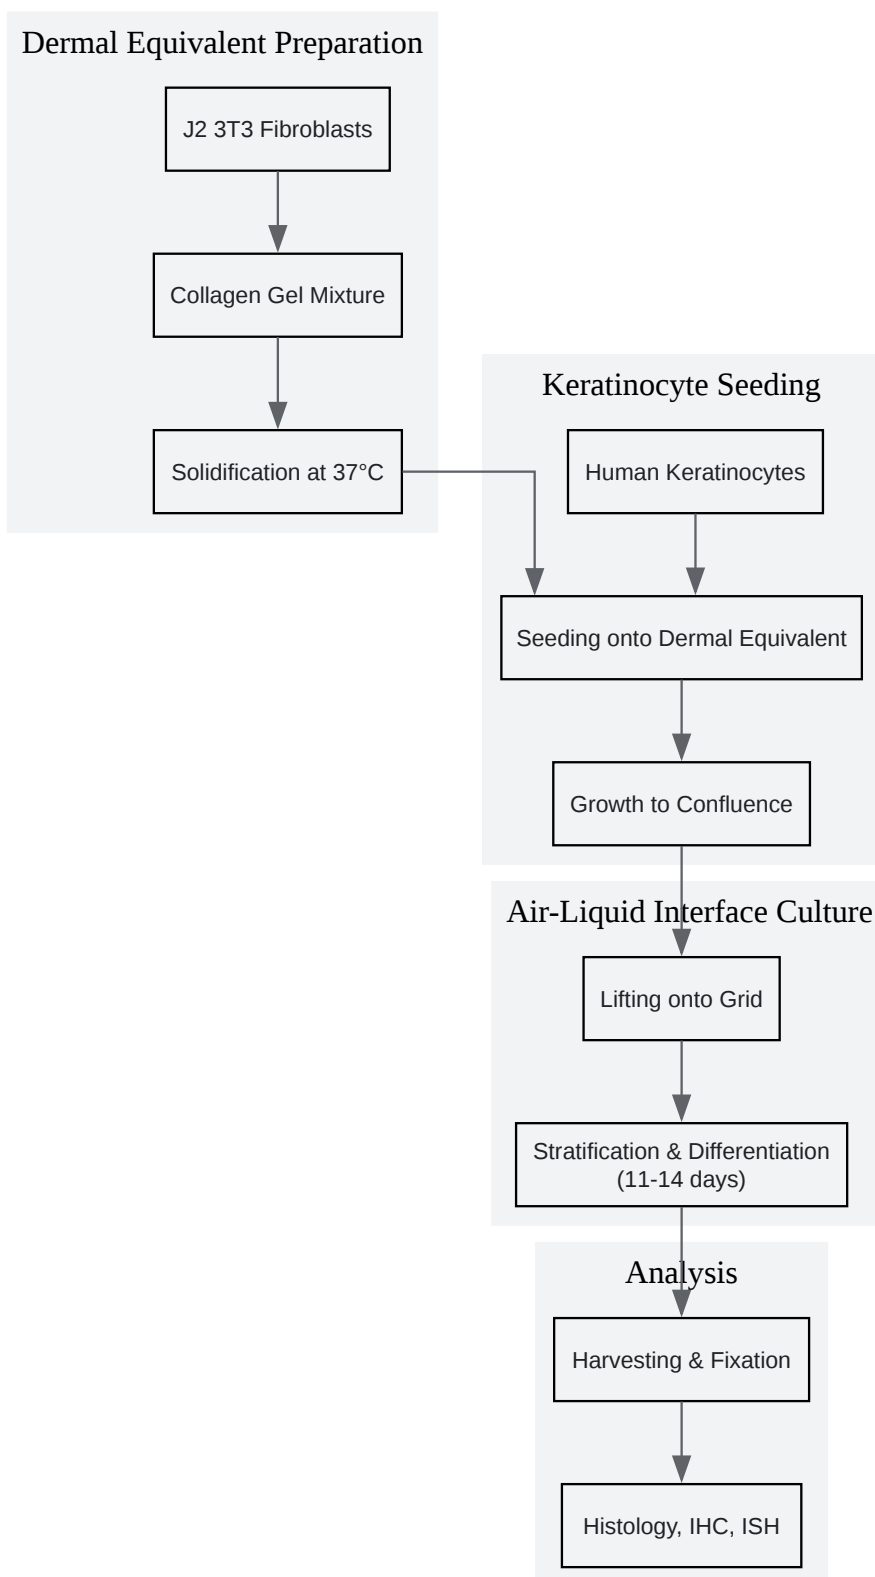 Dermal Equivalent Preparation
J2 3T3 Fibroblasts
Collagen Gel Mixture
Solidification at 37°C
Keratinocyte Seeding
Human Keratinocytes
Seeding onto Dermal Equivalent
Growth to Confluence
Air-Liquid Interface Culture
Lifting onto Grid
Stratification & Differentiation
(11-14 days)
Analysis
Harvesting & Fixation
Histology, IHC, ISH